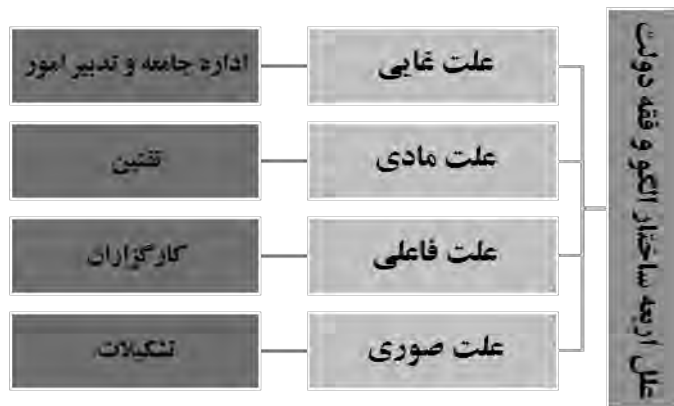 علل اربعه ساختار الگو و فقه دولت
علت غایی
اداره جامعه و تدبیر امور
علت مادی
تقنین
علت فاعلی
کارگزاران
علت صوری
تشکیلات